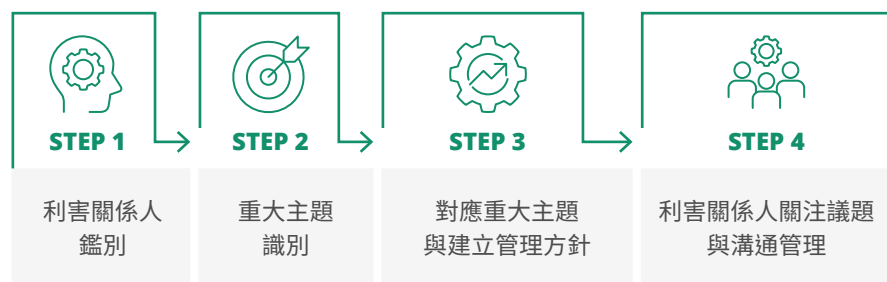 STEP 1
利害關係人
鑑別
STEP 2
重大主題
識別
STEP 3
對應重大主題
與建立管理方針
STEP 4
利害關係人關注議題
與溝通管理